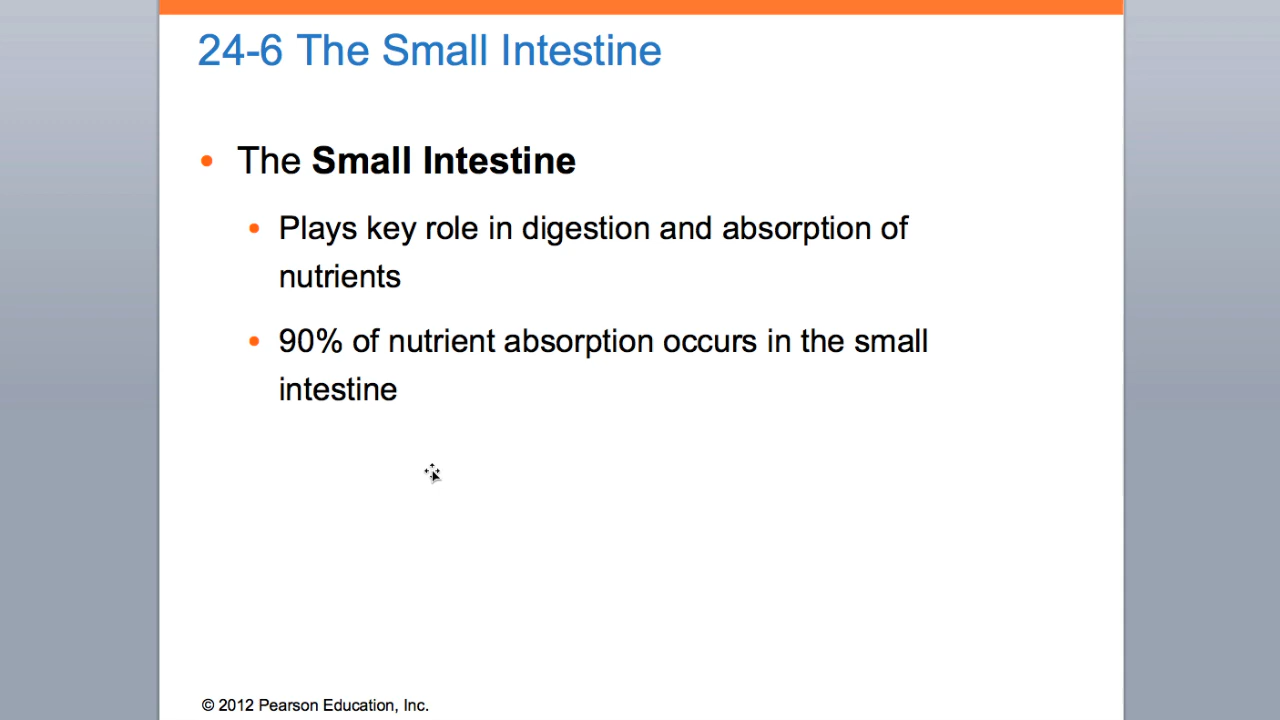 24-6 The Small Intestine
The Small Intestine
Plays key role in digestion and absorption of
nutrients
90% of nutrient absorption occurs in the small
intestine
© 2012 Pearson Education, Inc.